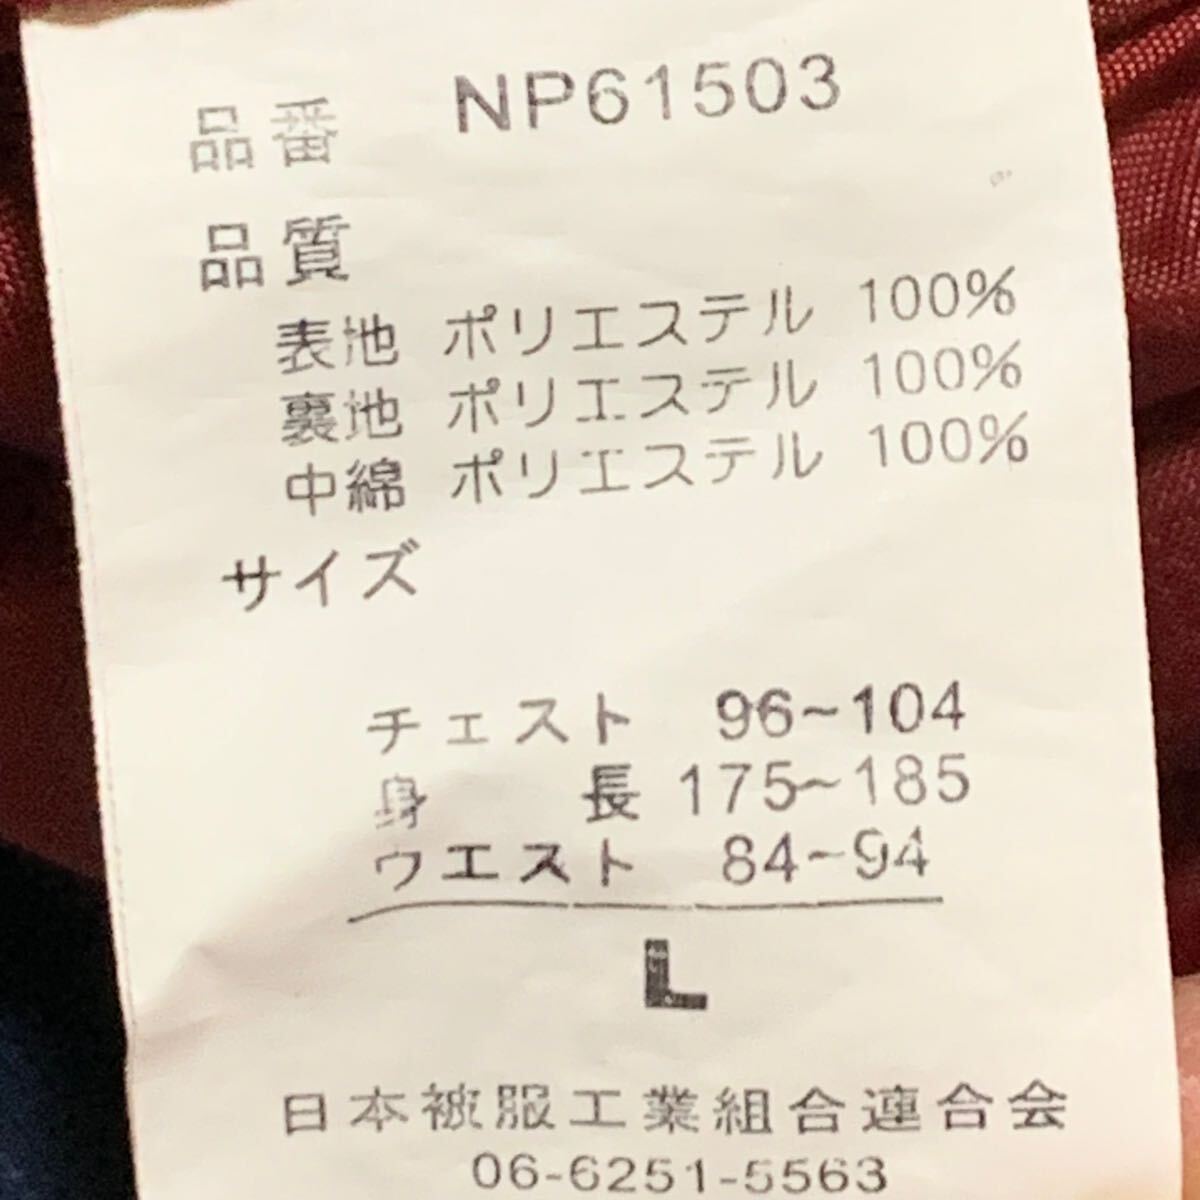 品番 NP61503
品質
表地 ポリエステル 100%
裏地 ポリエステル 100%
中綿 ポリエステル 100%
サイズ
チェスト 96~104
身 長 175~185
ウエスト 84~94
L
日本被服工業組合連合会
06-6251-5563